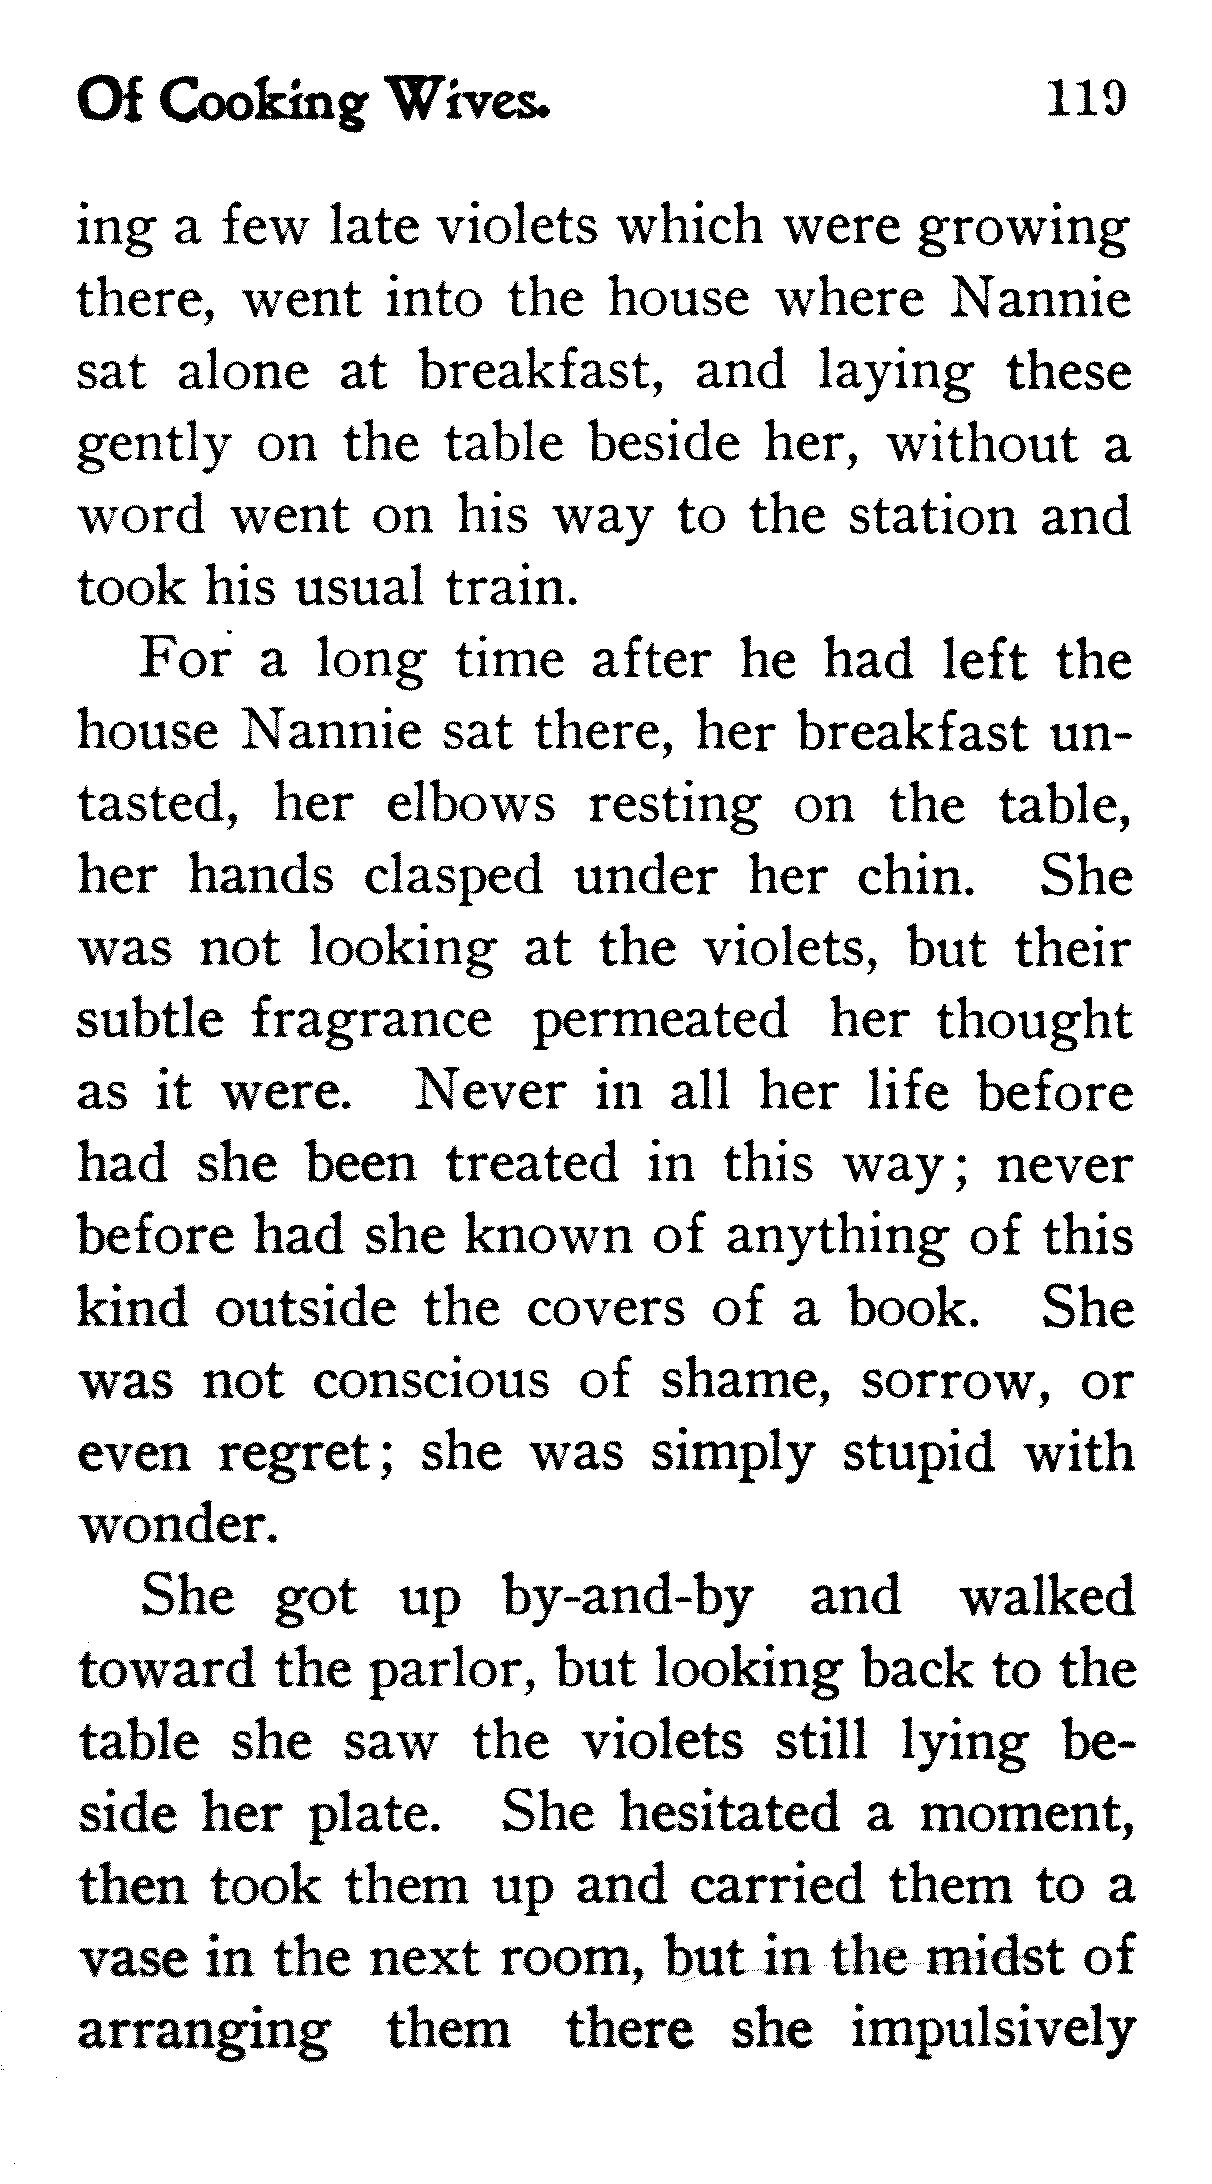 Of Cooking Wives. 119
ing a few late violets which were growing
there, went into the house where Nannie
sat alone at breakfast, and laying these
gently on the table beside her, without a
word went on his way to the station and
took his usual train.
For a long time after he had left the
house Nannie sat there, her breakfast un-
tasted, her elbows resting on the table,
her hands clasped under her chin. She
was not looking at the violets, but their
subtle fragrance permeated her thought
as it were. Never in all her life before
had she been treated in this way; never
before had she known of anything of this
kind outside the covers of a book. She
was not conscious of shame, sorrow, or
even regret; she was simply stupid with
wonder.
She got up by-and-by and walked
toward the parlor, but looking back to the
table she saw the violets still lying be-
side her plate. She hesitated a moment,
then took them up and carried them to a
vase in the next room, but in the midst of
arranging them there she impulsively